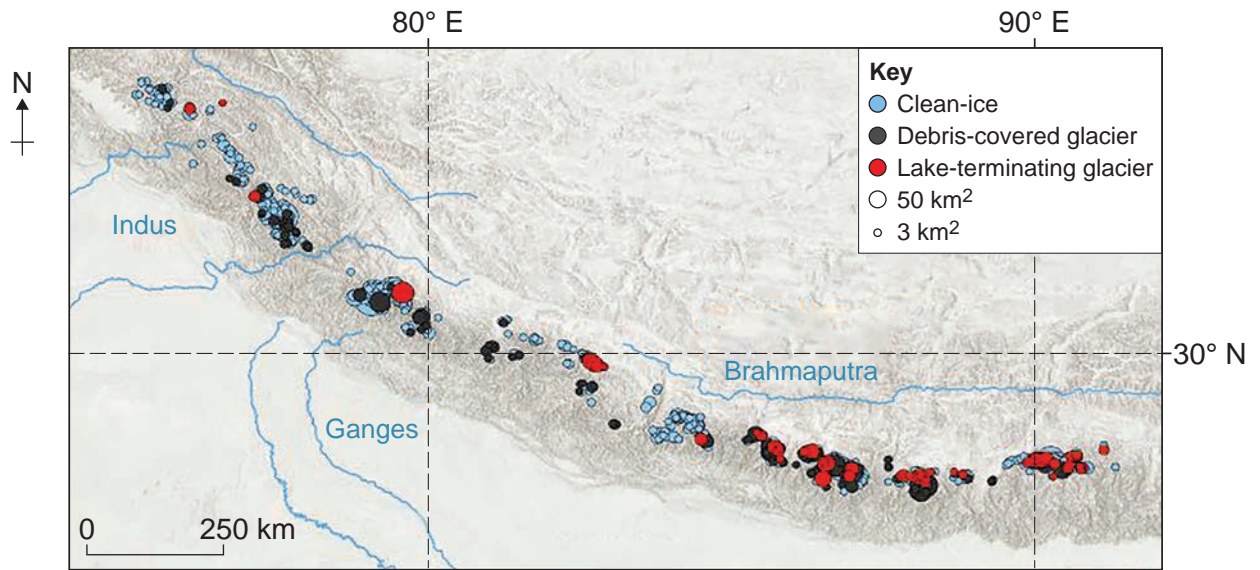 80° E
90° E
N
Key
Clean-ice
Debris-covered glacier
Lake-terminating glacier
50 km²
3 km²
Indus
30° N
Brahmaputra
Ganges
0 250 km